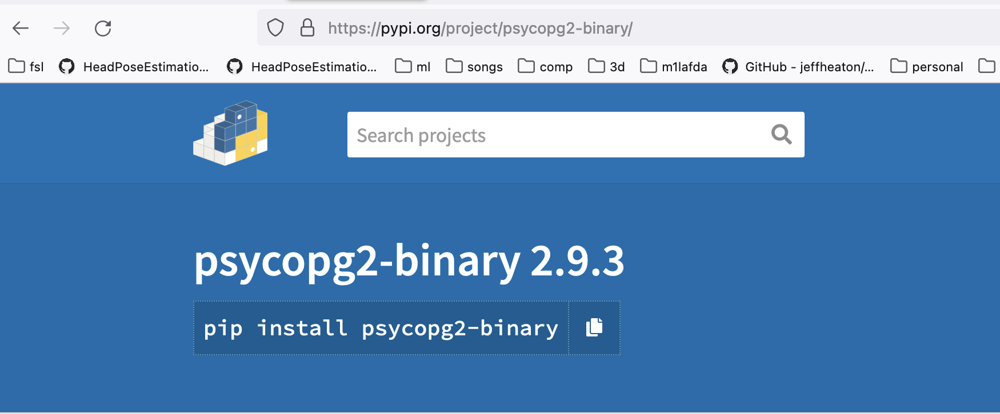 https://pypi.org/project/psycopg2-binary/
fsl HeadPoseEstimatio... HeadPoseEstimatio... ml songs comp 3d m1lafda GitHub - jeffheaton/... personal
Search projects
psycopg2-binary 2.9.3
pip install psycopg2-binary